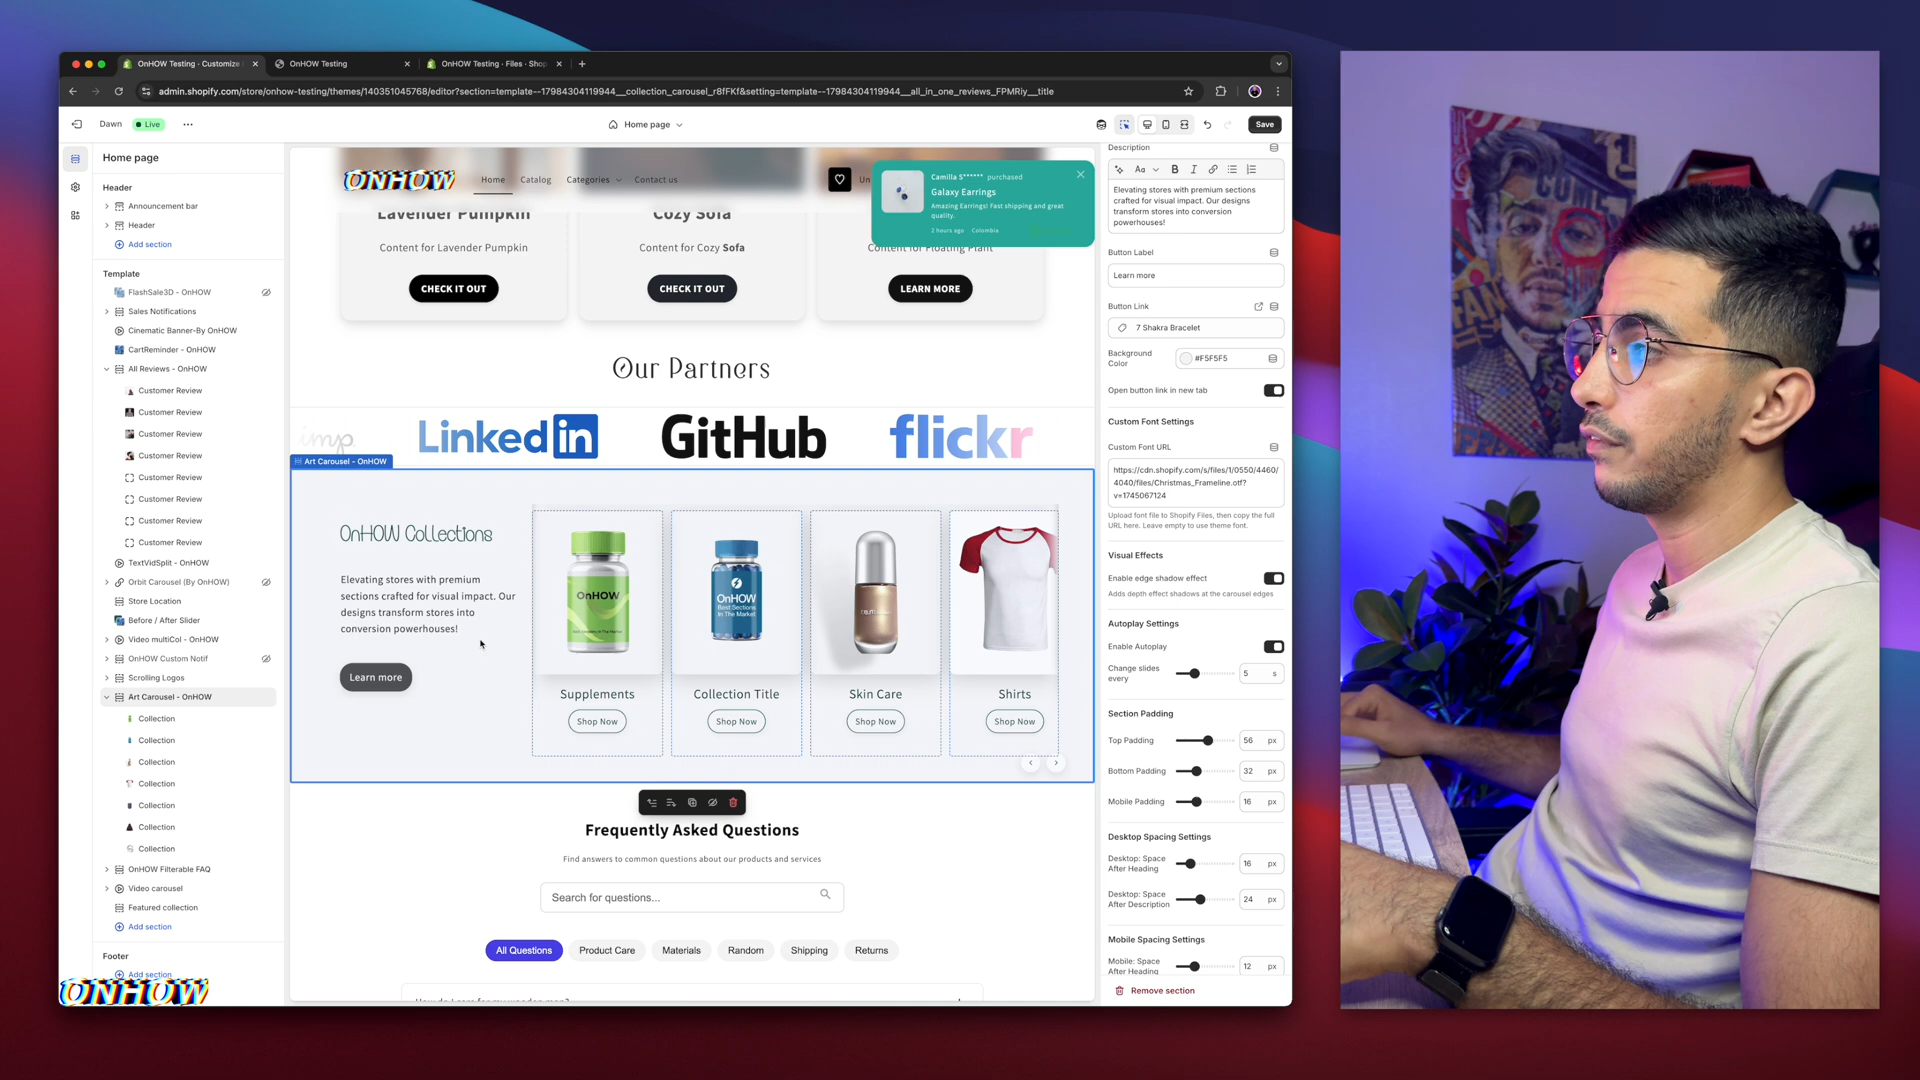 OnHOW Testing · Customize
OnHOW Testing
OnHOW Testing · Files · Shop
admin.shopify.com/store/onhow-testing/themes/140351045768/editor?section=template--17984304119944__collection_carousel_r8fFKf&setting=template--17984304119944__all_in_one_reviews_FPMRiy__title
Dawn
Live
Home page
Save
Home page
Header
Announcement bar
Header
Add section
Template
FlashSale3D - OnHOW
Sales Notifications
Cinematic Banner-By OnHOW
CartReminder - OnHOW
All Reviews - OnHOW
Customer Review
Customer Review
Customer Review
Customer Review
Customer Review
Customer Review
Customer Review
Customer Review
TextVidSplit - OnHOW
Orbit Carousel (By OnHOW)
Store Location
Before / After Slider
Video multiCol - OnHOW
OnHOW Custom Notif
Scrolling Logos
Art Carousel - OnHOW
Collection
Collection
Collection
Collection
Collection
Collection
Collection
OnHOW Filterable FAQ
Video carousel
Featured collection
Add section
Footer
Add section
ONHOW
ONHOW
Home
Catalog
Categories
Contact us
Un
Camilla S****** purchased
Galaxy Earrings
Amazing Earrings! Fast shipping and great
quality.
2 hours ago Colombia
Lavender Pumpkin
Cozy Sofa
Content for Lavender Pumpkin
Content for Cozy Sofa
Content for Floating Plant
CHECK IT OUT
CHECK IT OUT
LEARN MORE
Our Partners
imp
Linked in
GitHub
flickr
Art Carousel - OnHOW
OnHOW Collections
Elevating stores with premium
sections crafted for visual impact. Our
designs transform stores into
conversion powerhouses!
Learn more
OnHOW
OnHOW
Best Sections
In The Market
Supplements
Collection Title
Skin Care
Shirts
Shop Now
Shop Now
Shop Now
Shop Now
Frequently Asked Questions
Find answers to common questions about our products and services
Search for questions...
All Questions
Product Care
Materials
Random
Shipping
Returns
Description
Aa
B
I
Elevating stores with premium sections
crafted for visual impact. Our designs
transform stores into conversion
powerhouses!
Button Label
Learn more
Button Link
7 Shakra Bracelet
Background
Color
#F5F5F5
Open button link in new tab
Custom Font Settings
Custom Font URL
https://cdn.shopify.com/s/files/1/0550/4460/
4040/files/Christmas_Frameline.otf?
v=1745067124
Upload font file to Shopify Files, then copy the full
URL here. Leave empty to use theme font.
Visual Effects
Enable edge shadow effect
Adds depth effect shadows at the carousel edges
Autoplay Settings
Enable Autoplay
Change slides
every
5 s
Section Padding
Top Padding
56 px
Bottom Padding
32 px
Mobile Padding
16 px
Desktop Spacing Settings
Desktop: Space
After Heading
16 px
Desktop: Space
After Description
24 px
Mobile Spacing Settings
Mobile: Space
After Heading
12 px
Remove section